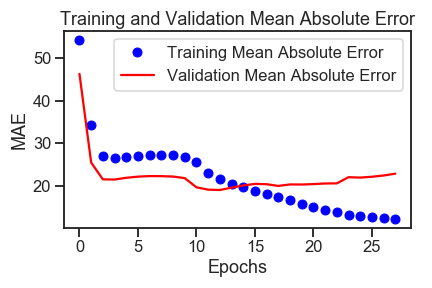 Training and Validation Mean Absolute Error
Training Mean Absolute Error
Validation Mean Absolute Error
MAE
50
40
30
20
0 5 10 15 20 25
Epochs